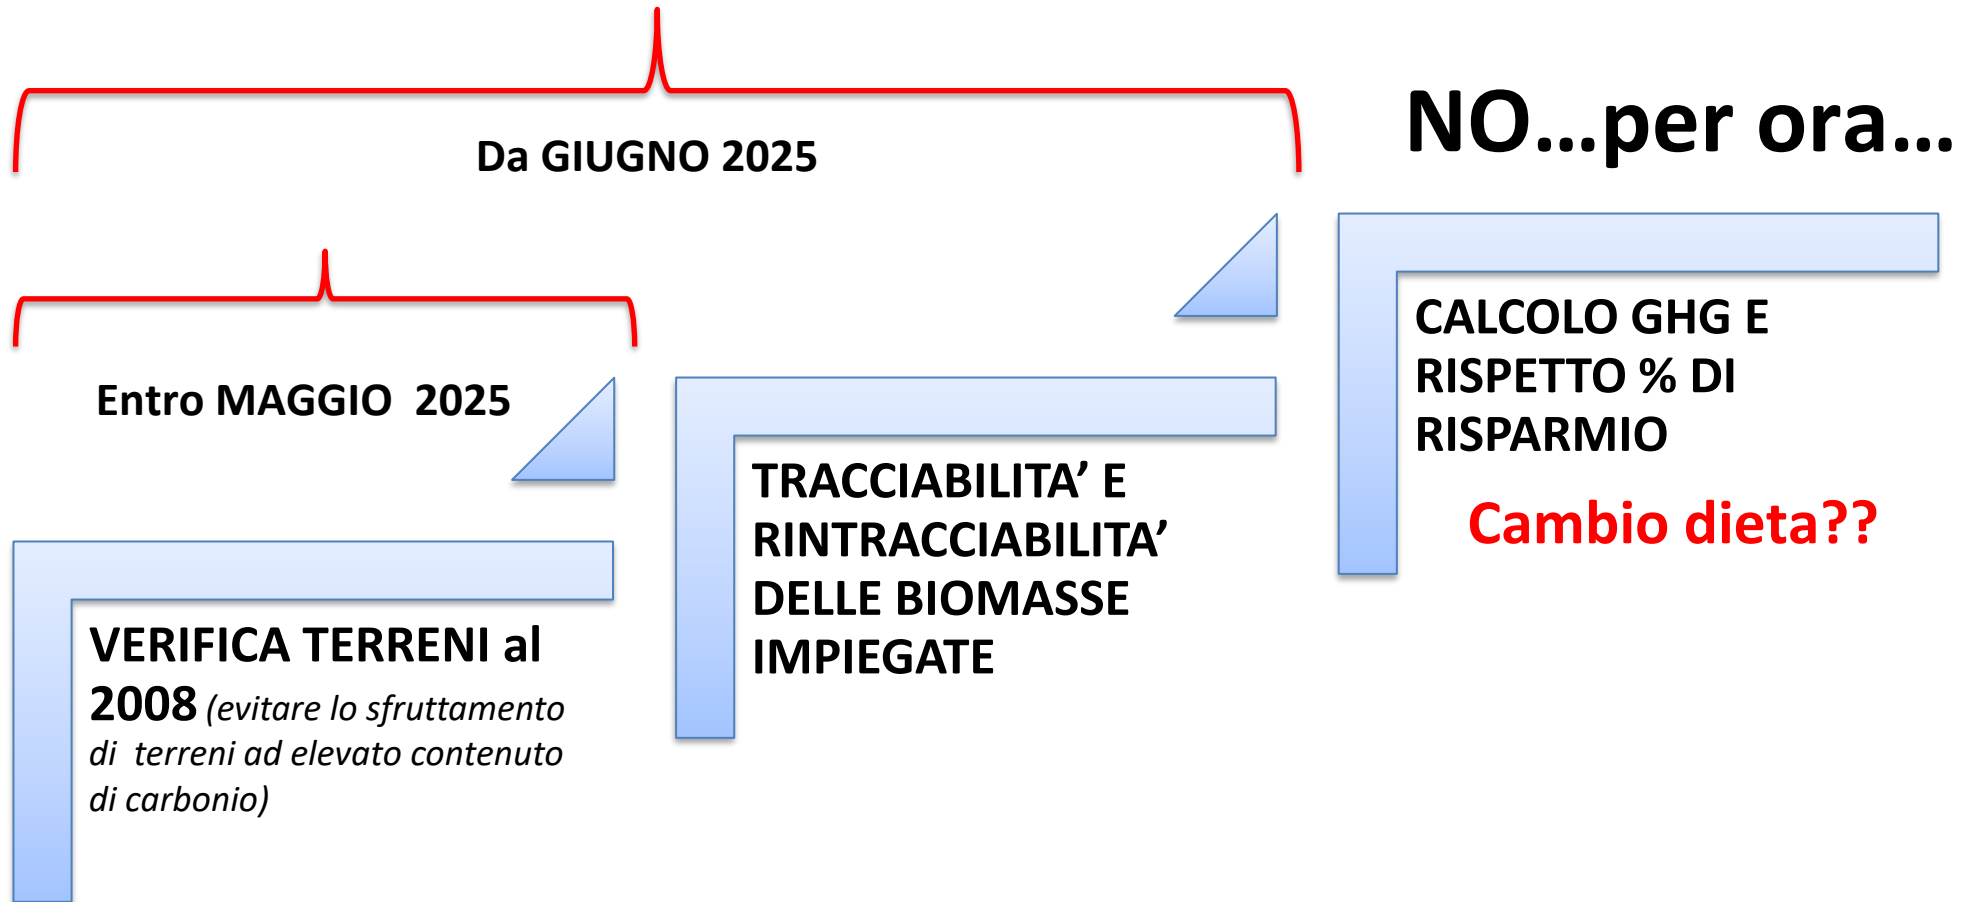 Da GIUGNO 2025
NO...per ora...
Entro MAGGIO  2025
VERIFICA TERRENI al
2008 (evitare lo sfruttamento
di  terreni ad elevato contenuto
di carbonio)
TRACCIABILITA’ E
RINTRACCIABILITA’
DELLE BIOMASSE
IMPIEGATE
CALCOLO GHG E
RISPETTO % DI
RISPARMIO
Cambio dieta??